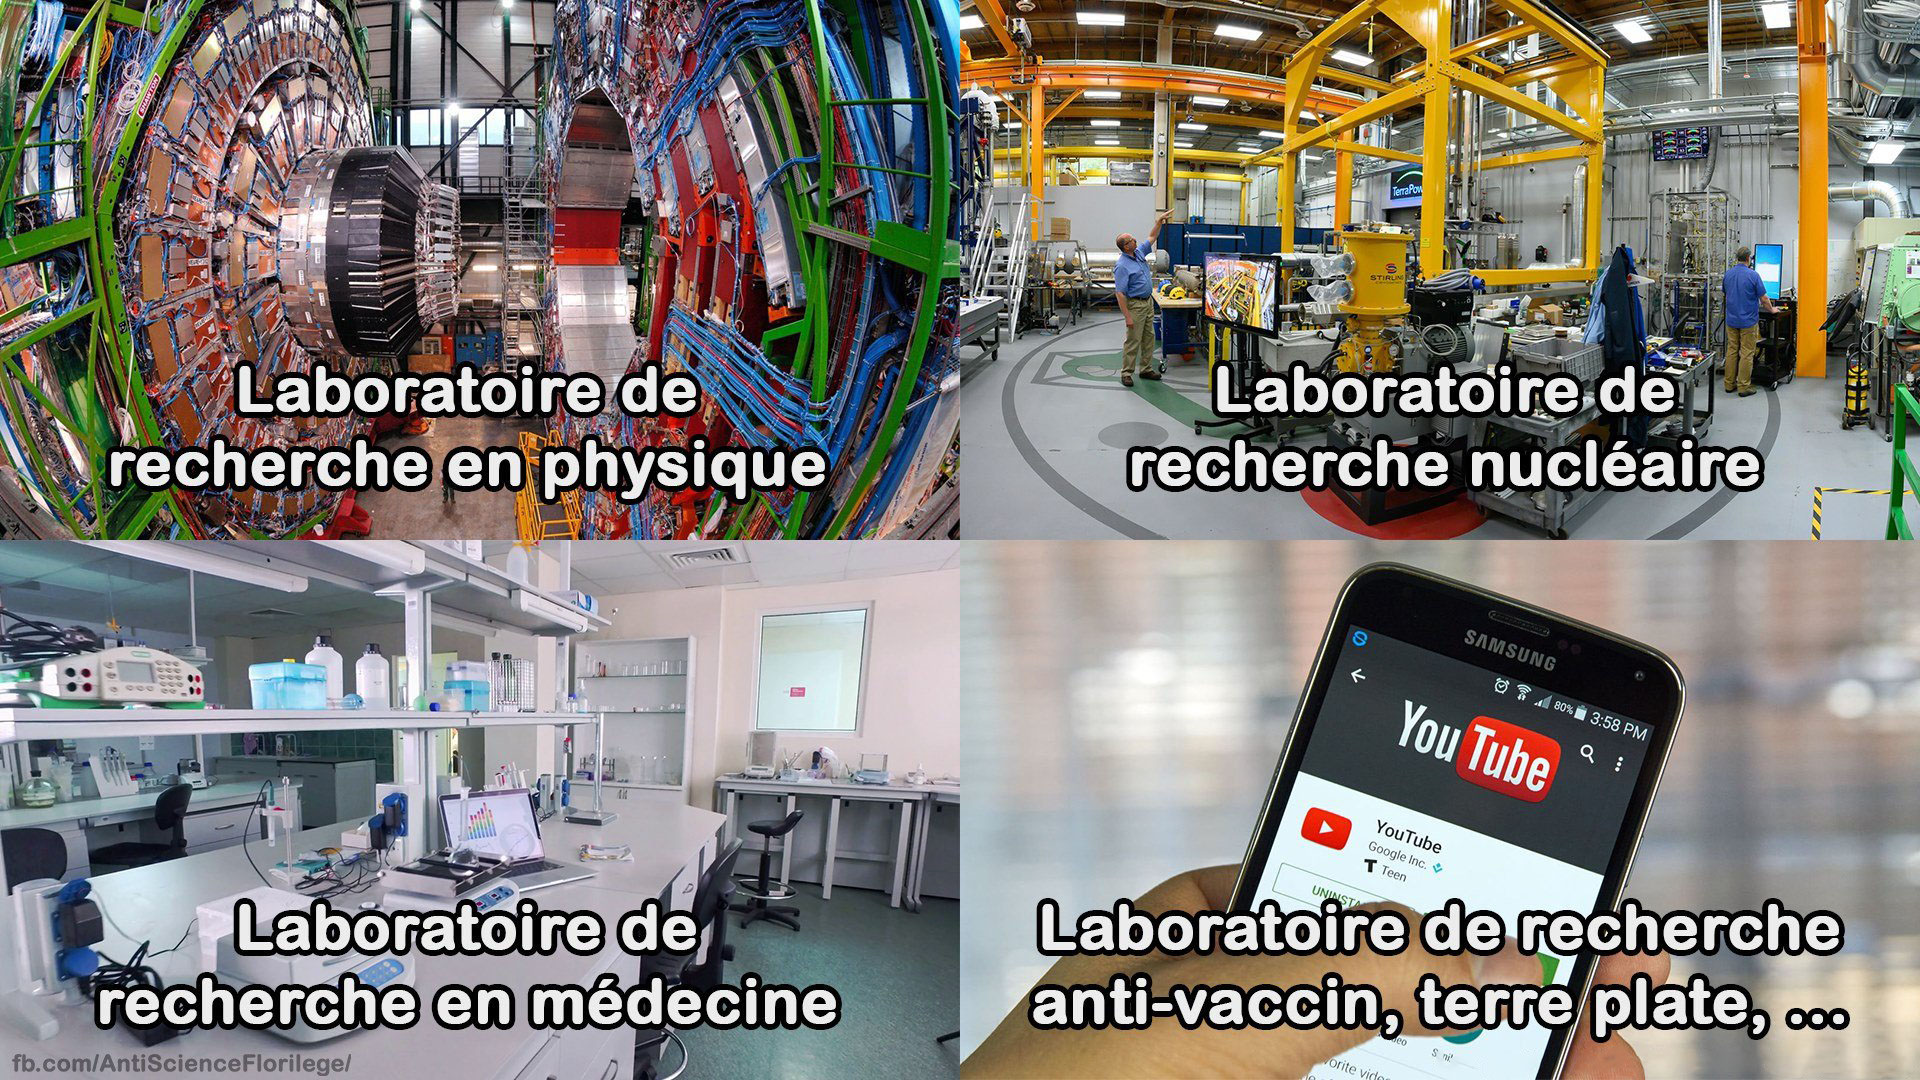 Laboratoire de
recherche en physique
TerraPow
STIRLING
Laboratoire de
recherche nucléaire
Laboratoire de
recherche en médecine
fb.com/AntiScienceFlorilege/
SAMSUNG
80% 3:58 PM
YouTube
YouTube
Google Inc.
T Teen
UNINSTA
Laboratoire de recherche
anti-vaccin, terre plate, ...